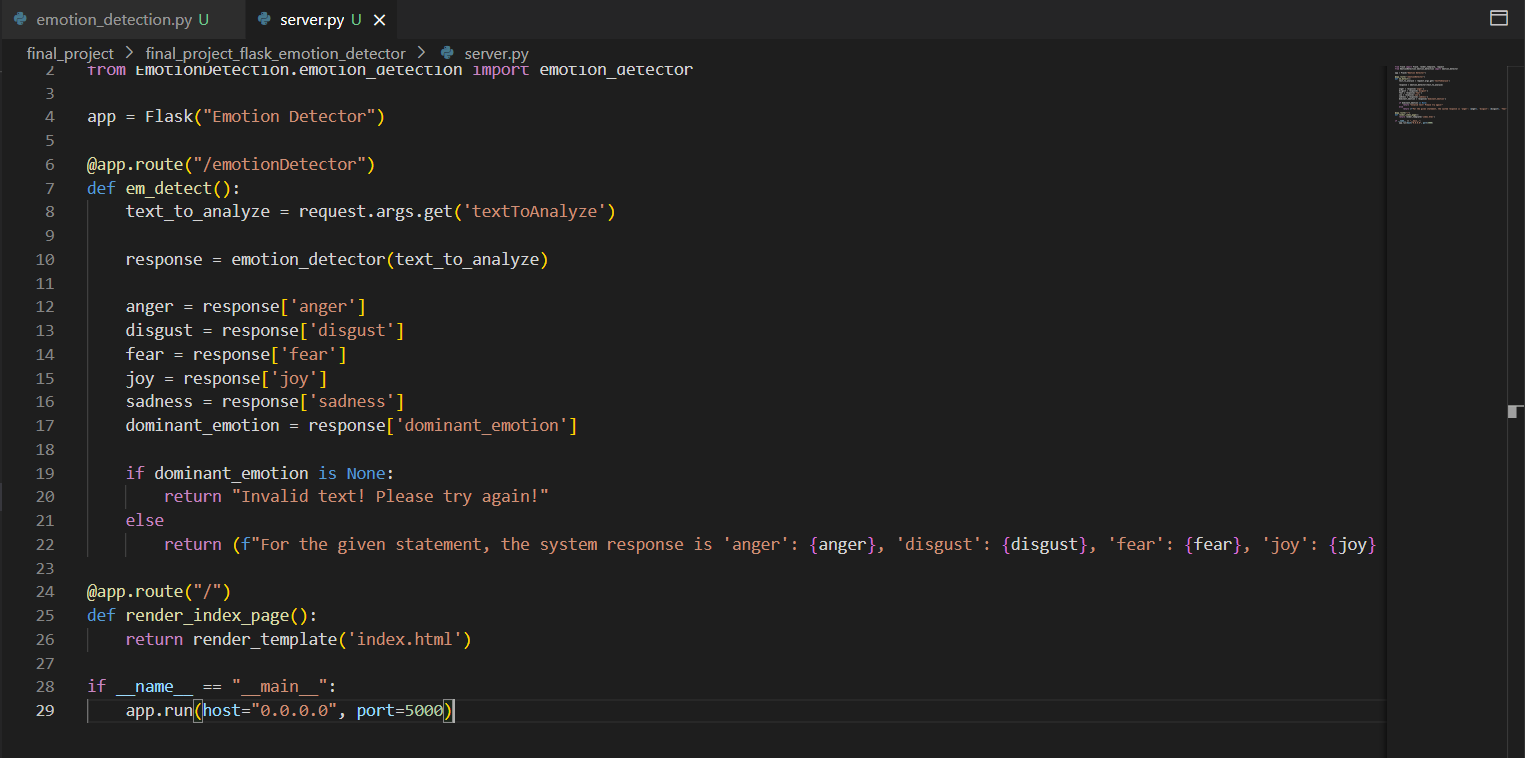 emotion_detection.py U server.py U
final_project > final_project_flask_emotion_detector > server.py
2 from EmotionDetection.emotion_detection import emotion_detector
3
4 app = Flask("Emotion Detector")
5
6 @app.route("/emotionDetector")
7 def em_detect():
8 text_to_analyze = request.args.get('textToAnalyze')
9
10 response = emotion_detector(text_to_analyze)
11
12 anger = response['anger']
13 disgust = response['disgust']
14 fear = response['fear']
15 joy = response['joy']
16 sadness = response['sadness']
17 dominant_emotion = response['dominant_emotion']
18
19 if dominant_emotion is None:
20 return "Invalid text! Please try again!"
21 else
22 return (f"For the given statement, the system response is 'anger': {anger}, 'disgust': {disgust}, 'fear': {fear}, 'joy': {joy}
23
24 @app.route("/")
25 def render_index_page():
26 return render_template('index.html')
27
28 if __name__ == "__main__":
29 app.run(host="0.0.0.0", port=5000)